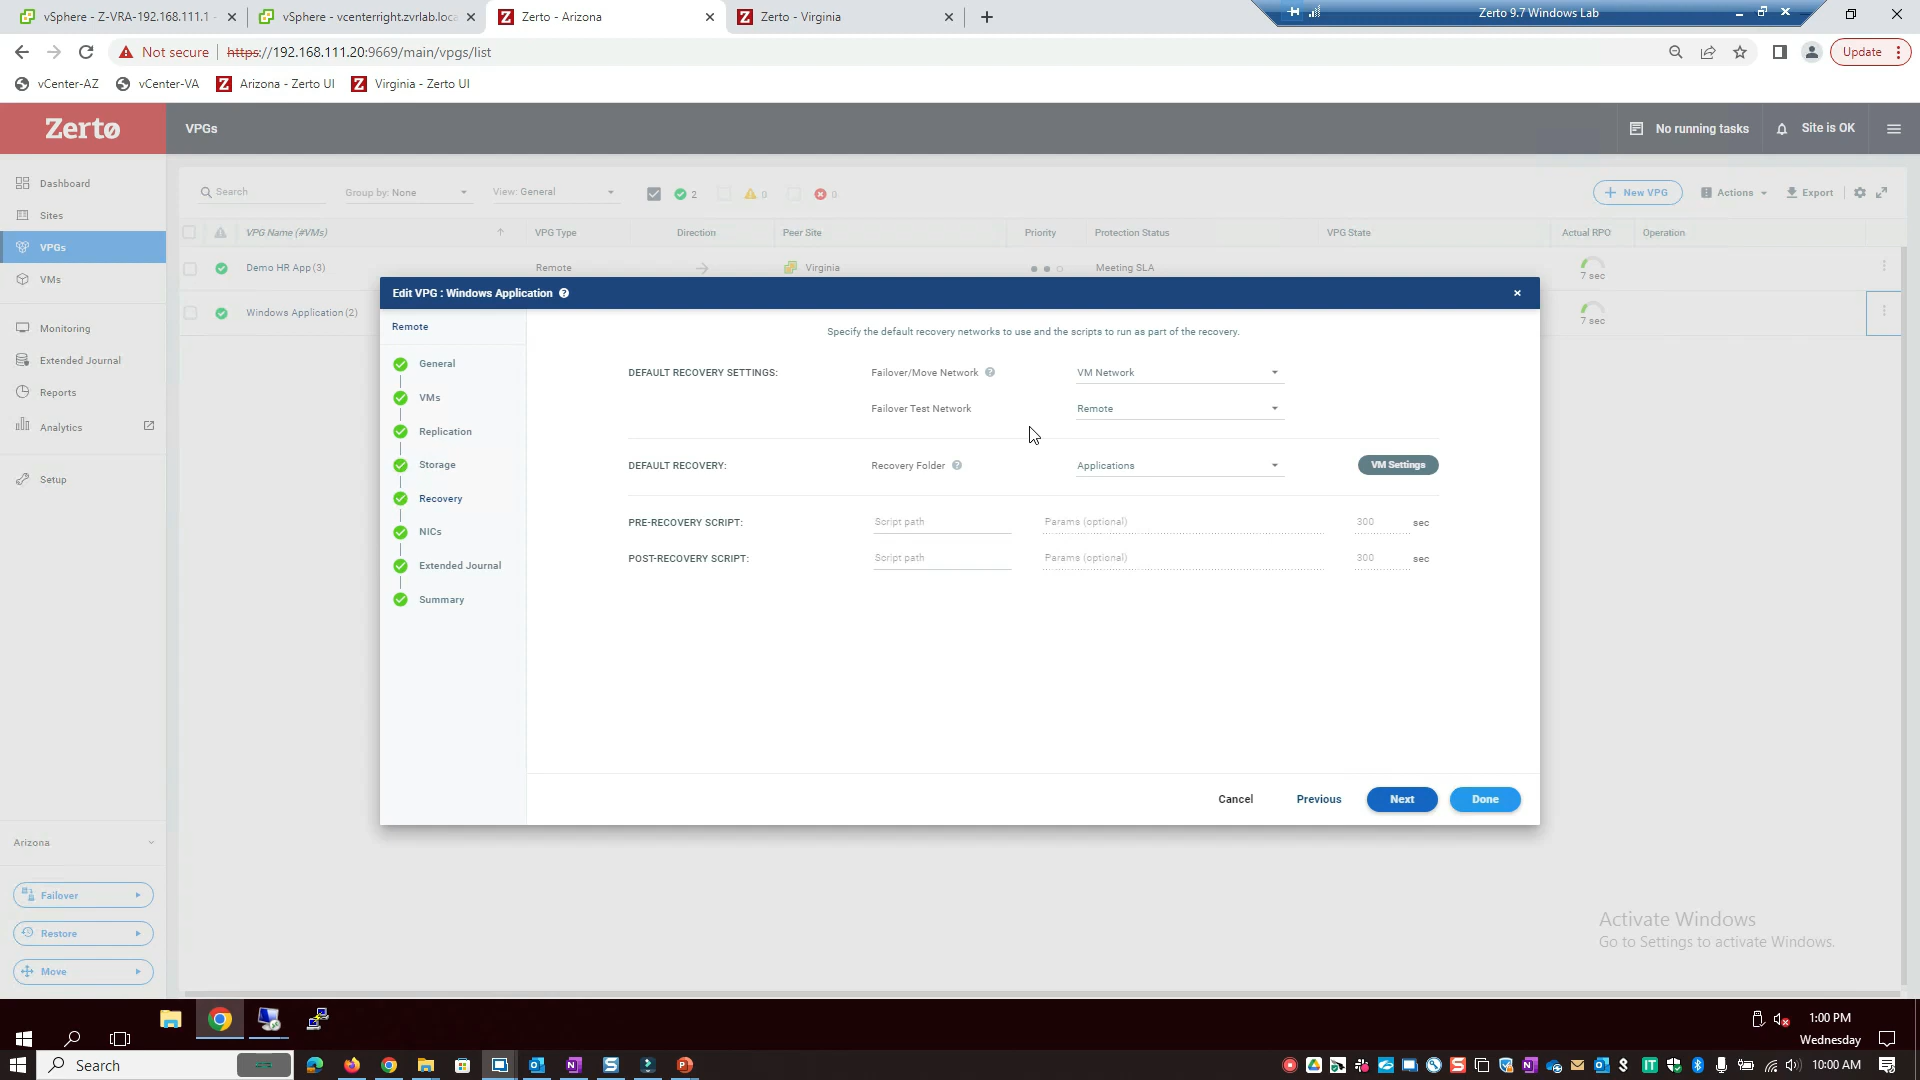 vSphere - Z-VRA-192.168.111.1
vSphere - vcenterright.zvrlab.loca
Zerto - Arizona
Zerto - Virginia
Zerto 9.7 Windows Lab
Not secure
https://192.168.111.20:9669/main/vpgs/list
Update
vCenter-AZ
vCenter-VA
Arizona - Zerto UI
Virginia - Zerto UI
Zerto
VPGs
No running tasks
Site is OK
Dashboard
Sites
VPGs
VMs
Monitoring
Extended Journal
Reports
Analytics
Setup
Arizona
Failover
Restore
Move
Search
Group by: None
View: General
2
0
0
New VPG
Actions
Export
VPG Name (#VMs)
VPG Type
Direction
Peer Site
Priority
Protection Status
VPG State
Actual RPO
Operation
Demo HR App (3)
Remote
Virginia
Meeting SLA
7 sec
Windows Application (2)
7 sec
Edit VPG : Windows Application
Remote
General
VMs
Replication
Storage
Recovery
NICs
Extended Journal
Summary
Specify the default recovery networks to use and the scripts to run as part of the recovery.
DEFAULT RECOVERY SETTINGS:
Failover/Move Network
VM Network
Failover Test Network
Remote
DEFAULT RECOVERY:
Recovery Folder
Applications
VM Settings
PRE-RECOVERY SCRIPT:
Script path
Params (optional)
300
sec
POST-RECOVERY SCRIPT:
Script path
Params (optional)
300
sec
Cancel
Previous
Next
Done
Activate Windows
Go to Settings to activate Windows.
1:00 PM
Wednesday
Search
10:00 AM